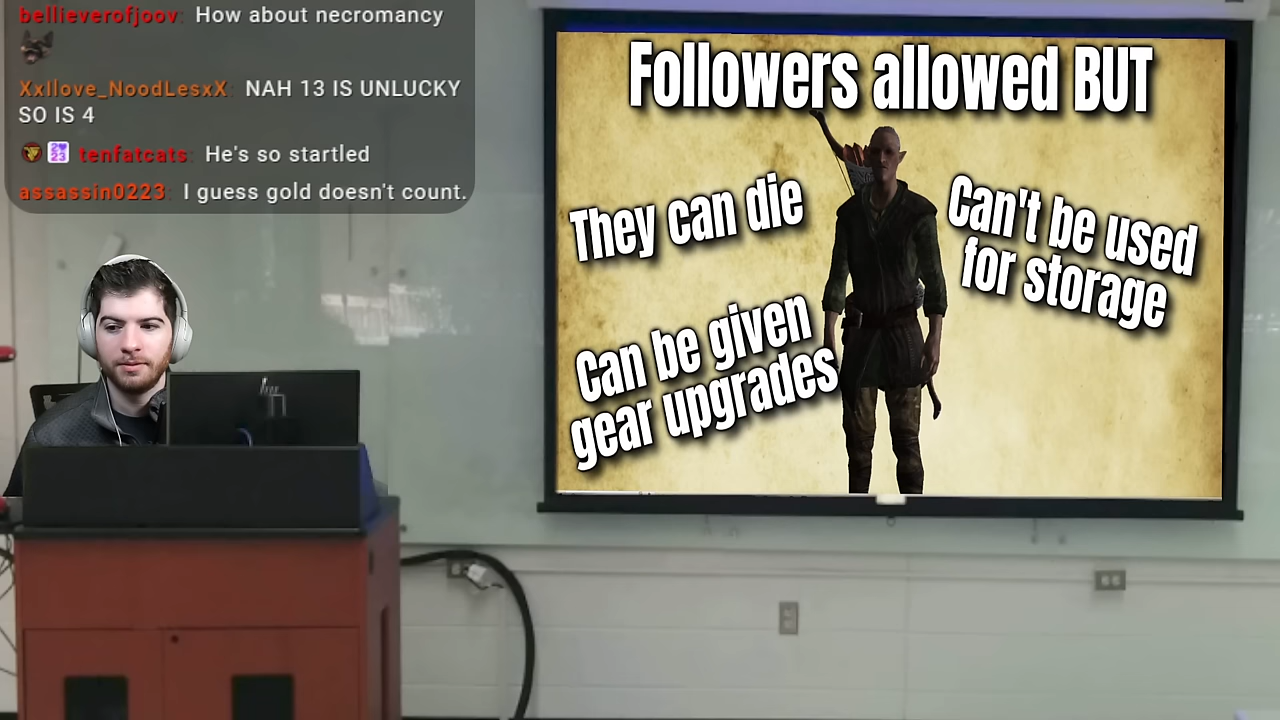 bellieverofjoov: How about necromancy
XxIlove_NoodLesxX: NAH 13 IS UNLUCKY
SO IS 4
23 tenfatcats: He's so startled
assassin0223: I guess gold doesn't count.
Followers allowed BUT
They can die
Can't be used
for storage
Can be given
gear upgrades